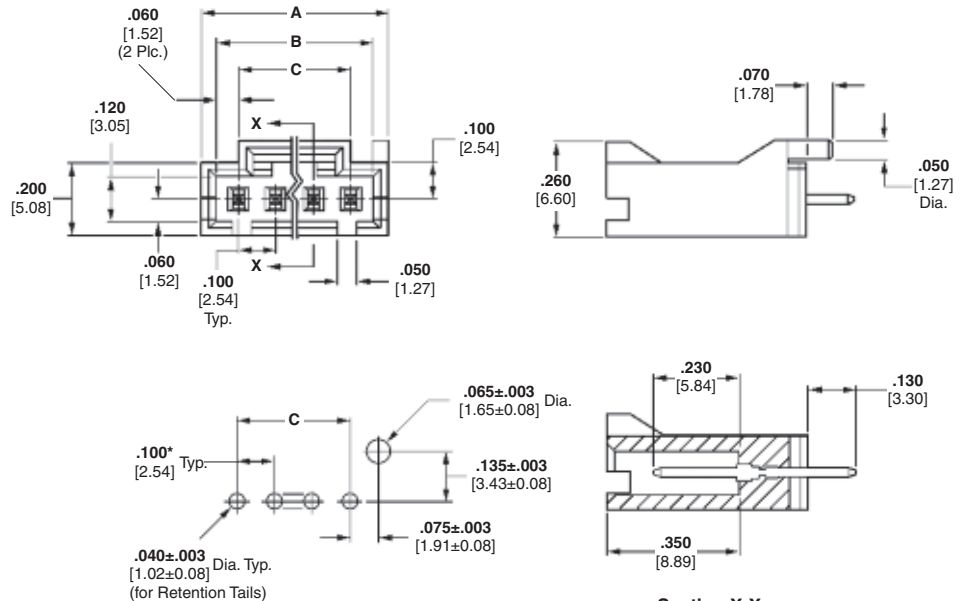 .060
[1.52]
(2 Plc.)
A
B
C
.120
[3.05]
X
.100
[2.54]
.200
[5.08]
.060
[1.52]
X
.100
[2.54]
Typ.
.050
[1.27]
.070
[1.78]
.260
[6.60]
.050
[1.27]
Dia.
C
.065±.003
[1.65±0.08] Dia.
.100*
[2.54] Typ.
.135±.003
[3.43±0.08]
.075±.003
[1.91±0.08]
.040±.003
[1.02±0.08] Dia. Typ.
(for Retention Tails)
.230
[5.84]
.130
[3.30]
.350
[8.89]
Section X-X